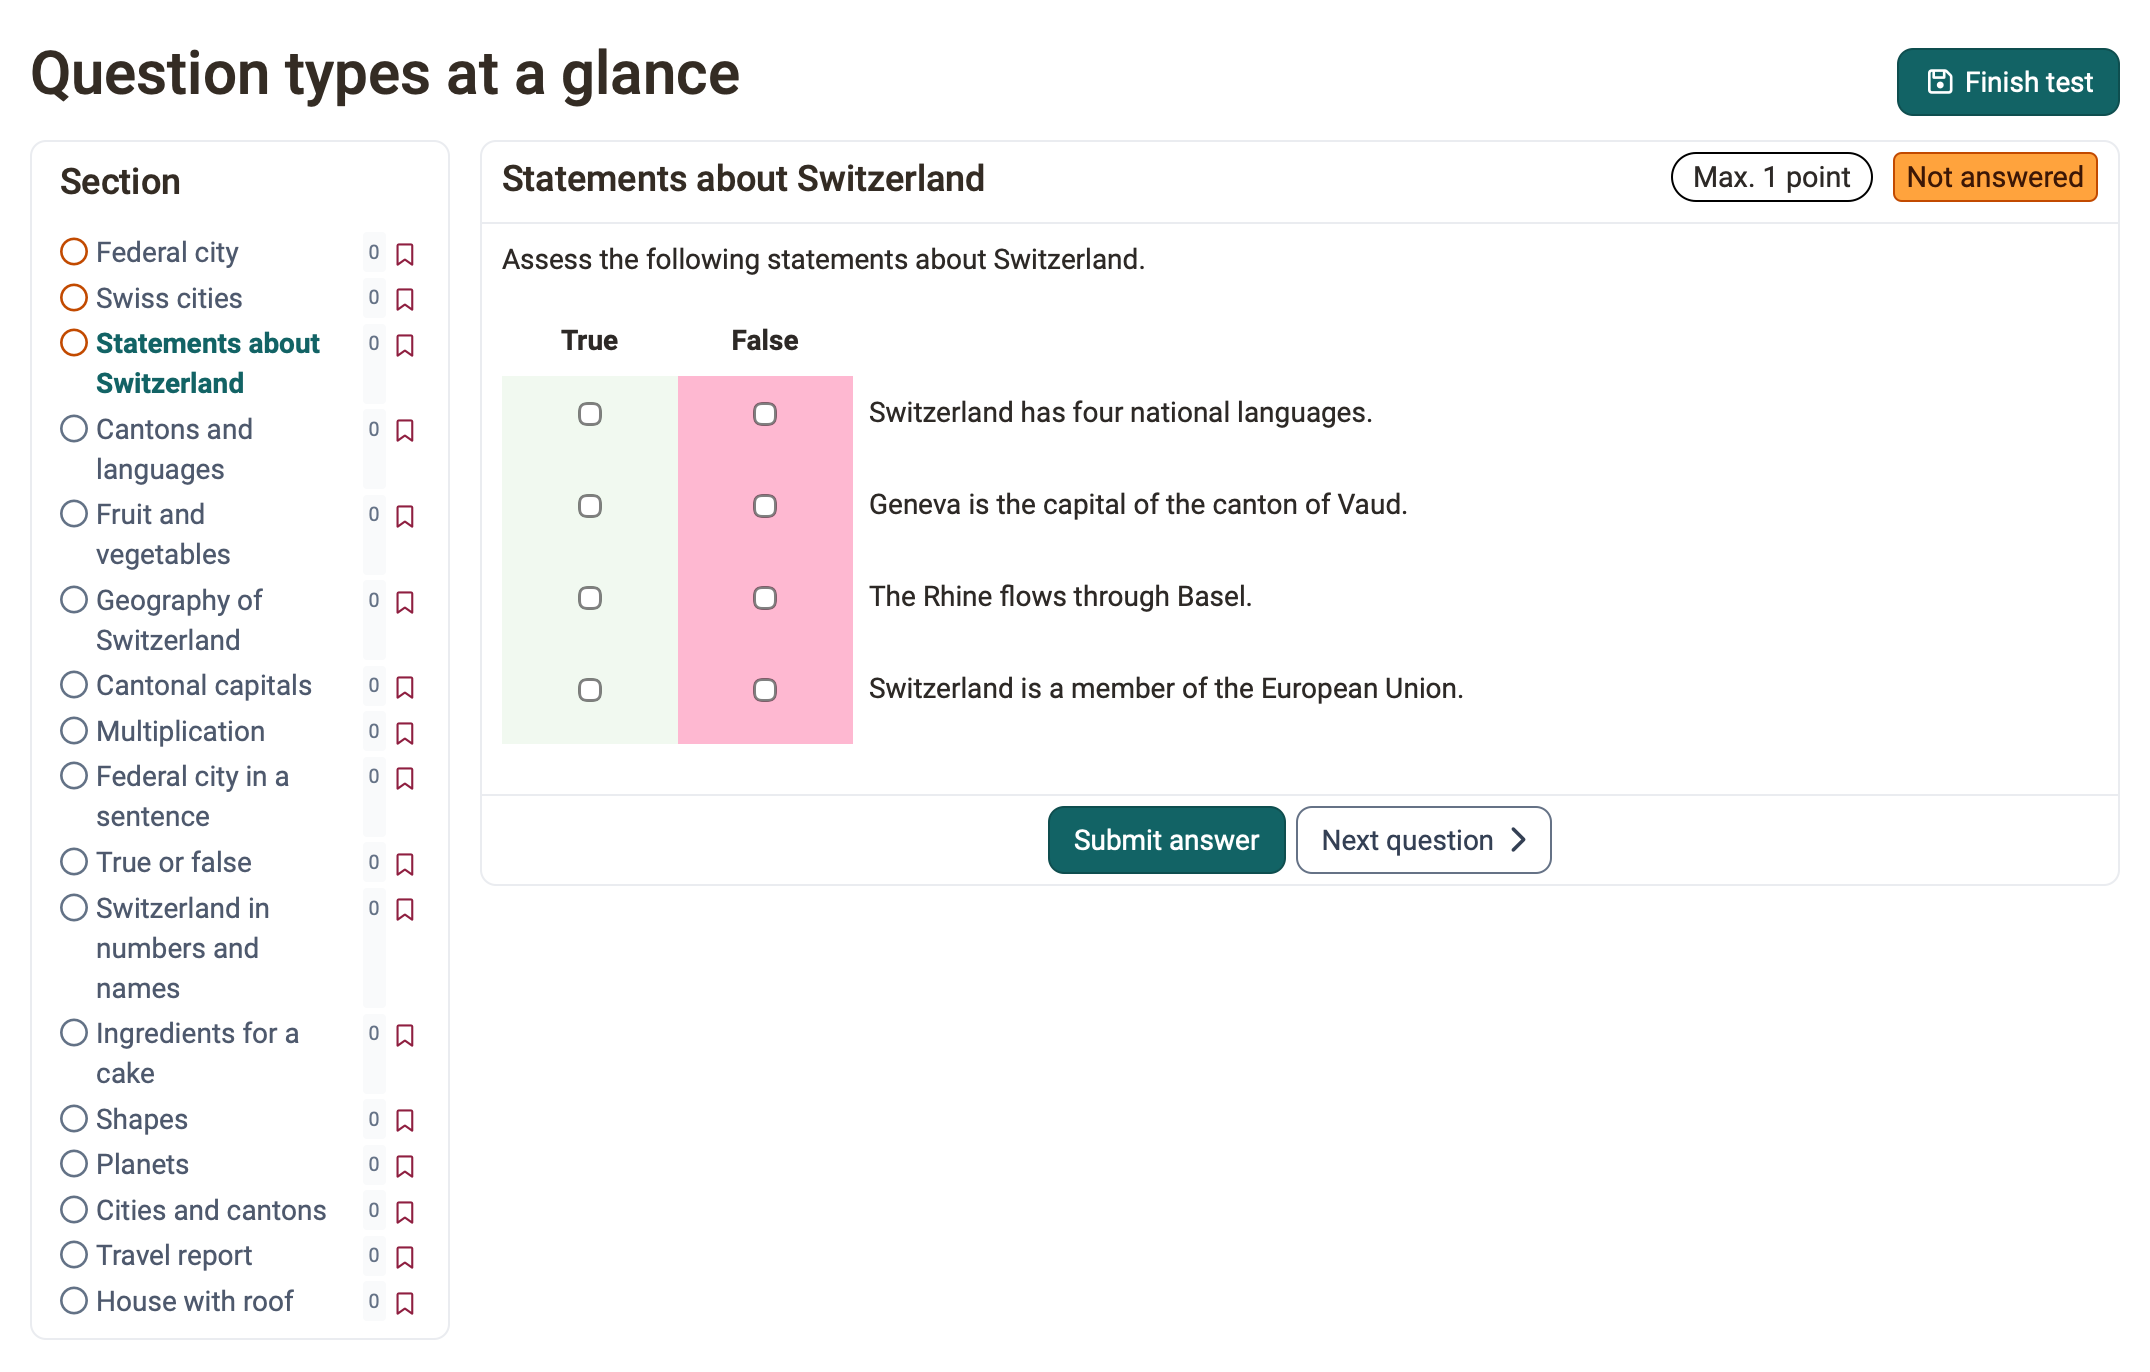 Question types at a glance
Finish test
Section
Federal city 0
Swiss cities 0
Statements about 0
Switzerland
Cantons and 0
languages
Fruit and 0
vegetables
Geography of 0
Switzerland
Cantonal capitals 0
Multiplication 0
Federal city in a 0
sentence
True or false 0
Switzerland in 0
numbers and
names
Ingredients for a 0
cake
Shapes 0
Planets 0
Cities and cantons 0
Travel report 0
House with roof 0
Statements about Switzerland
Max. 1 point
Not answered
Assess the following statements about Switzerland.
True False
Switzerland has four national languages.
Geneva is the capital of the canton of Vaud.
The Rhine flows through Basel.
Switzerland is a member of the European Union.
Submit answer
Next question